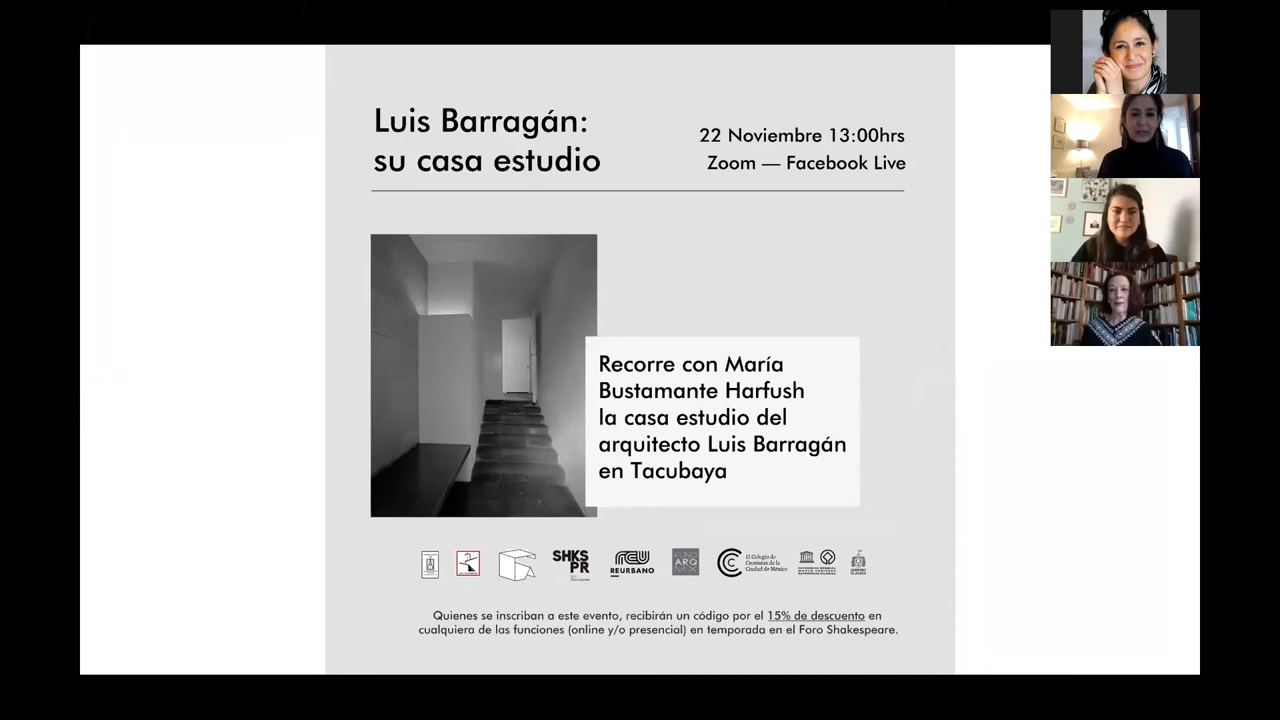 Luis Barragán:
su casa estudio
22 Noviembre 13:00hrs
Zoom — Facebook Live
Recorre con María
Bustamante Harfush
la casa estudio del
arquitecto Luis Barragán
en Tacubaya
SHKS
PR
REURBANO
FUND
ARQ
MX
El Colegio de
Cronistas de la
Ciudad de México
Quienes se inscriban a este evento, recibirán un código por el 15% de descuento en
cualquiera de las funciones (online y/o presencial) en temporada en el Foro Shakespeare.